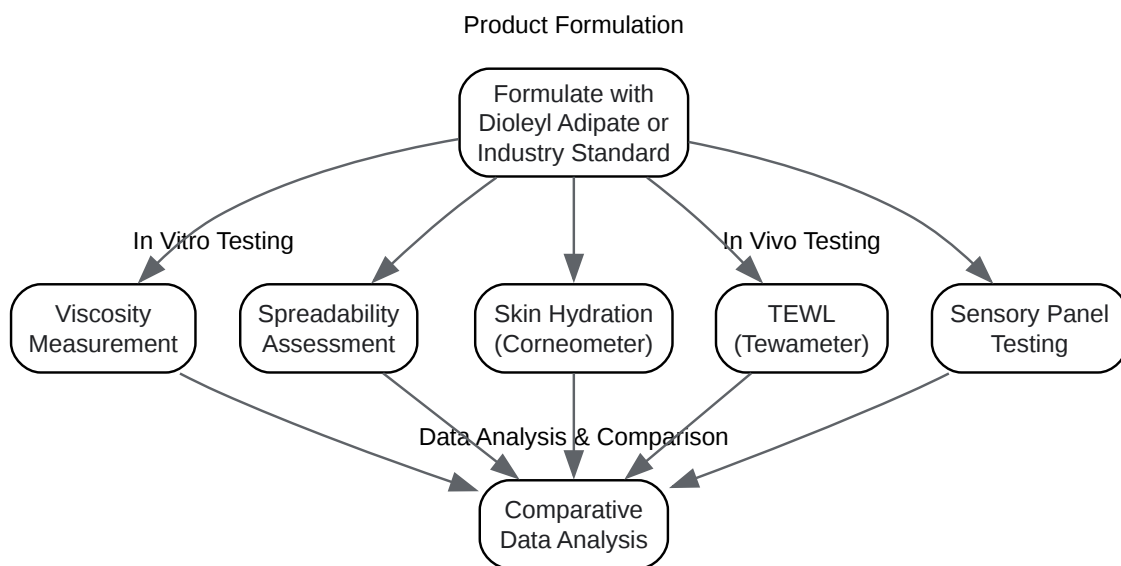 Product Formulation
Formulate with
Dioleyl Adipate or
Industry Standard
In Vitro Testing
In Vivo Testing
Viscosity
Measurement
Spreadability
Assessment
Skin Hydration
(Corneometer)
TEWL
(Tewameter)
Sensory Panel
Testing
Data Analysis & Comparison
Comparative
Data Analysis